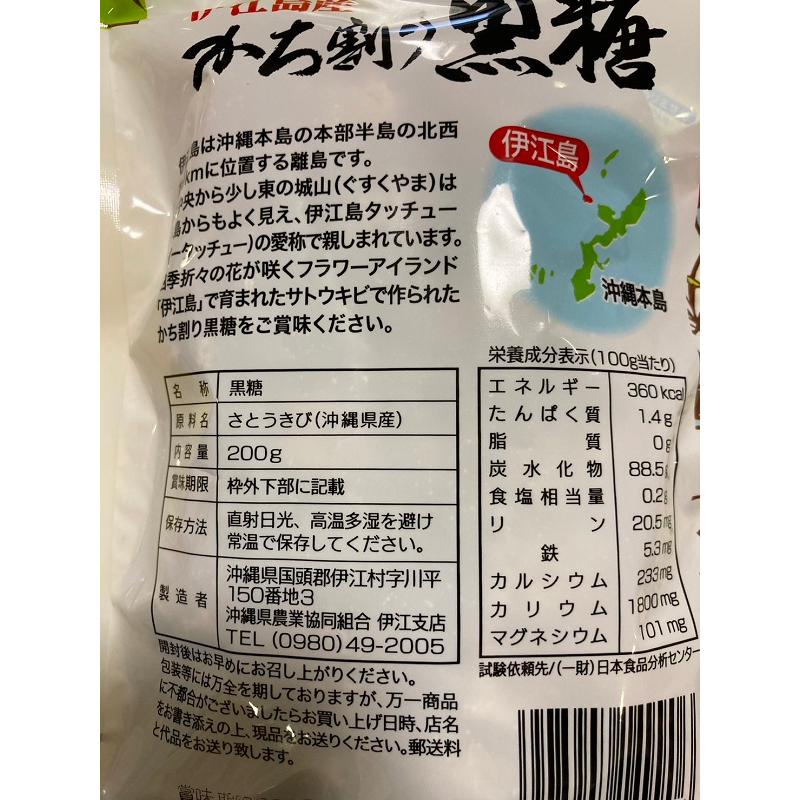 伊江島産
かち割り黒糖
島は沖縄本島の本部半島の北西
kmに位置する離島です。
央から少し東の城山(ぐすくやま)は
島からもよく見え、伊江島タッチュー
ータッチュー)の愛称で親しまれています。
四季折々の花が咲くフラワーアイランド
「伊江島」で育まれたサトウキビで作られた
かち割り黒糖をご賞味ください。
伊江島
沖縄本島
名称 黒糖
原料名 さとうきび(沖縄県産)
内容量 200g
賞味期限 枠外下部に記載
保存方法 直射日光、高温多湿を避け
常温で保存してください。
製造者 沖縄県国頭郡伊江村字川平
150番地3
沖縄県農業協同組合 伊江支店
TEL (0980)49-2005
開封後はお早めにお召し上がりください。
包装等には万全を期しておりますが、万一商品
に不都合がございましたらお買い上げ日時、店名
をお書き添えの上、現品をお送りください。郵送料
と代品をお送り致します。
栄養成分表示(100g当たり)
エネルギー 360kcal
たんぱく質 1.4g
脂質 0g
炭水化物 88.5g
食塩相当量 0.2g
リン 20.5mg
鉄 5.3mg
カルシウム 233mg
カリウム 1800mg
マグネシウム 101mg
試験依頼先/(一財)日本食品分析センター
賞味期限